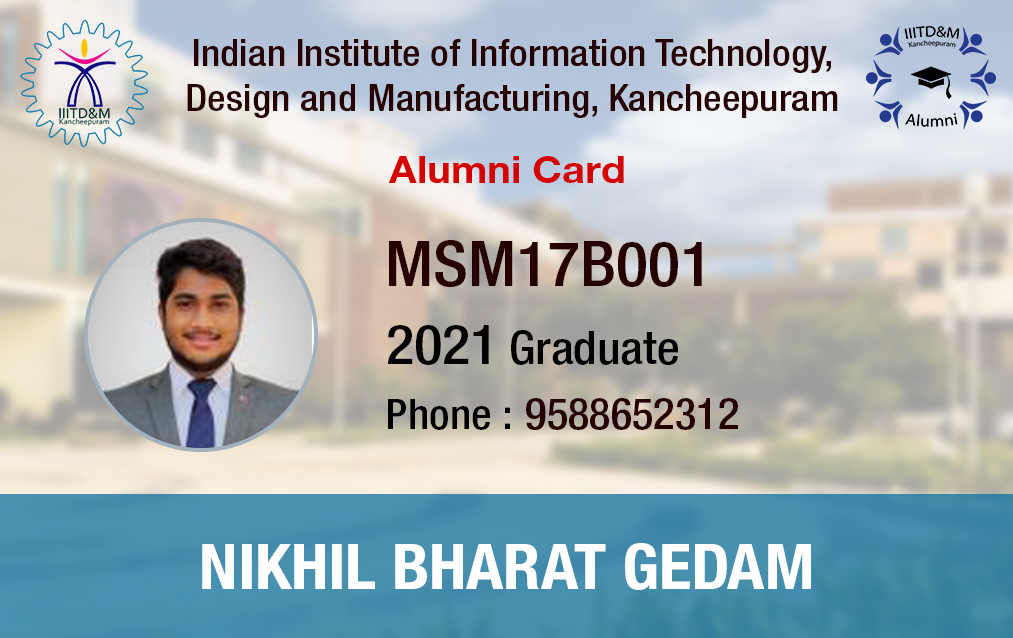 Indian Institute of Information Technology,
Design and Manufacturing, Kancheepuram
IIITD&M
Kancheepuram
IIITD&M
Kancheepuram
Alumni
Alumni Card
MSM17B001
2021 Graduate
Phone : 9588652312
NIKHIL BHARAT GEDAM